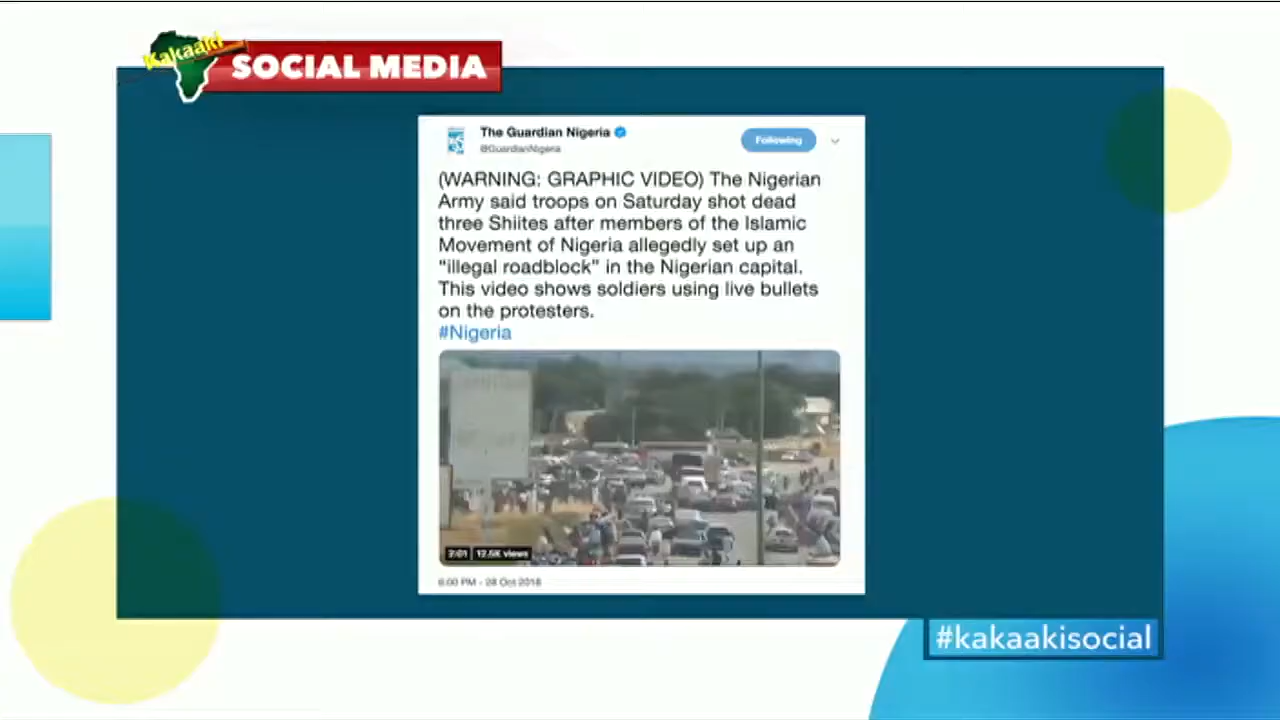 Kakaaki
SOCIAL MEDIA
The Guardian Nigeria
@GuardianNigeria
Following
(WARNING: GRAPHIC VIDEO) The Nigerian
Army said troops on Saturday shot dead
three Shiites after members of the Islamic
Movement of Nigeria allegedly set up an
“illegal roadblock” in the Nigerian capital.
This video shows soldiers using live bullets
on the protesters.
#Nigeria
2:01 12.5K views
6:00 PM - 28 Oct 2018
#kakaakisocial